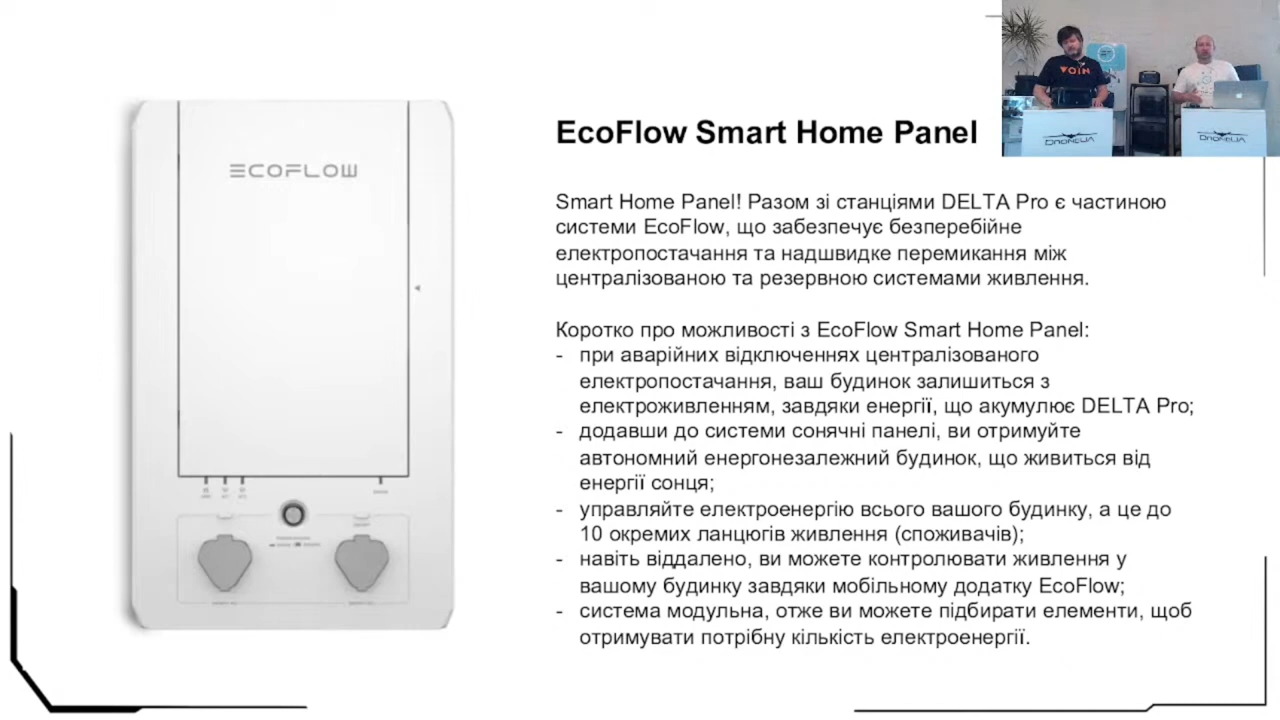 EcoFlow Smart Home Panel
Smart Home Panel! Разом зі станціями DELTA Pro є частиною
системи EcoFlow, що забезпечує безперебійне
електропостачання та надшвидке перемикання між
централізованою та резервною системами живлення.
Коротко про можливості з EcoFlow Smart Home Panel:
- при аварійних відключеннях централізованого
електропостачання, ваш будинок залишиться з
електроживленням, завдяки енергії, що акумулює DELTA Pro;
- додавши до системи сонячні панелі, ви отримуйте
автономний енергонезалежний будинок, що живиться від
енергії сонця;
- управляйте електроенергію всього вашого будинку, а це до
10 окремих ланцюгів живлення (споживачів);
- навіть віддалено, ви можете контролювати живлення у
вашому будинку завдяки мобільному додатку EcoFlow;
- система модульна, отже ви можете підбирати елементи, щоб
отримувати потрібну кількість електроенергії.
ECOFLOW
VOIN
DRONEUA
DRONEUA